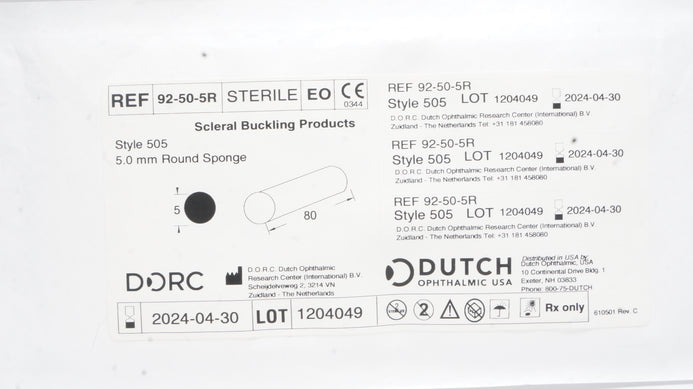 REF 92-50-5R STERILE EO CE
0344
Scleral Buckling Products
Style 505
5.0 mm Round Sponge
5
80
DORC
D.O.R.C. Dutch Ophthalmic
Research Center (International) B.V.
Scheijdelveweg 2, 3214 VN
Zuidland - The Netherlands
REF 92-50-5R
Style 505 LOT 1204049 2024-04-30
D.O.R.C. Dutch Ophthalmic Research Center (International) B.V
Zuidland - The Netherlands Tel: +31 181 458080
REF 92-50-5R
Style 505 LOT 1204049 2024-04-30
D.O.R.C. Dutch Ophthalmic Research Center (International) B.V
Zuidland - The Netherlands Tel: +31 181 458080
REF 92-50-5R
Style 505 LOT 1204049 2024-04-30
D.O.R.C. Dutch Ophthalmic Research Center (International) B.V
Zuidland - The Netherlands Tel: +31 181 458080
DUTCH
OPHTHALMIC USA
Distributed in USA by:
Dutch Ophthalmic, USA
10 Continental Drive Bldg. 1
Exeter, NH 03833
Phone: 800-75-DUTCH
2024-04-30 LOT 1204049 2 Rx only
610501 Rev. C